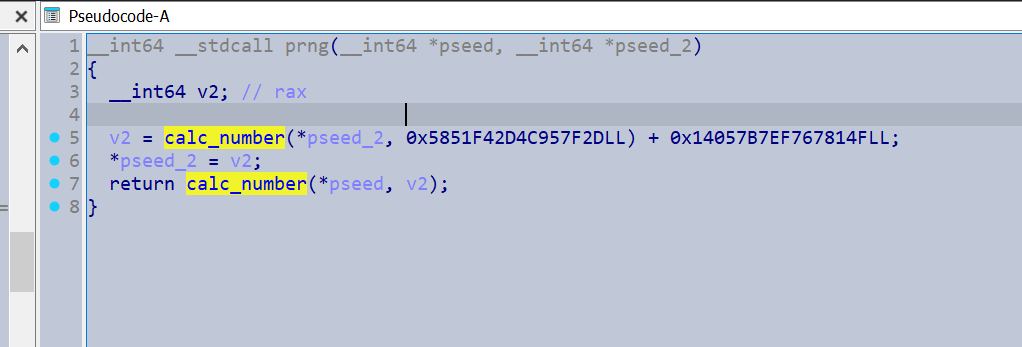 Pseudocode-A
1 __int64 __stdcall prng(__int64 *pseed, __int64 *pseed_2)
2 {
3 __int64 v2; // rax
4
5 v2 = calc_number(*pseed_2, 0x5851F42D4C957F2DLL) + 0x14057B7EF767814FLL;
6 *pseed_2 = v2;
7 return calc_number(*pseed, v2);
8 }